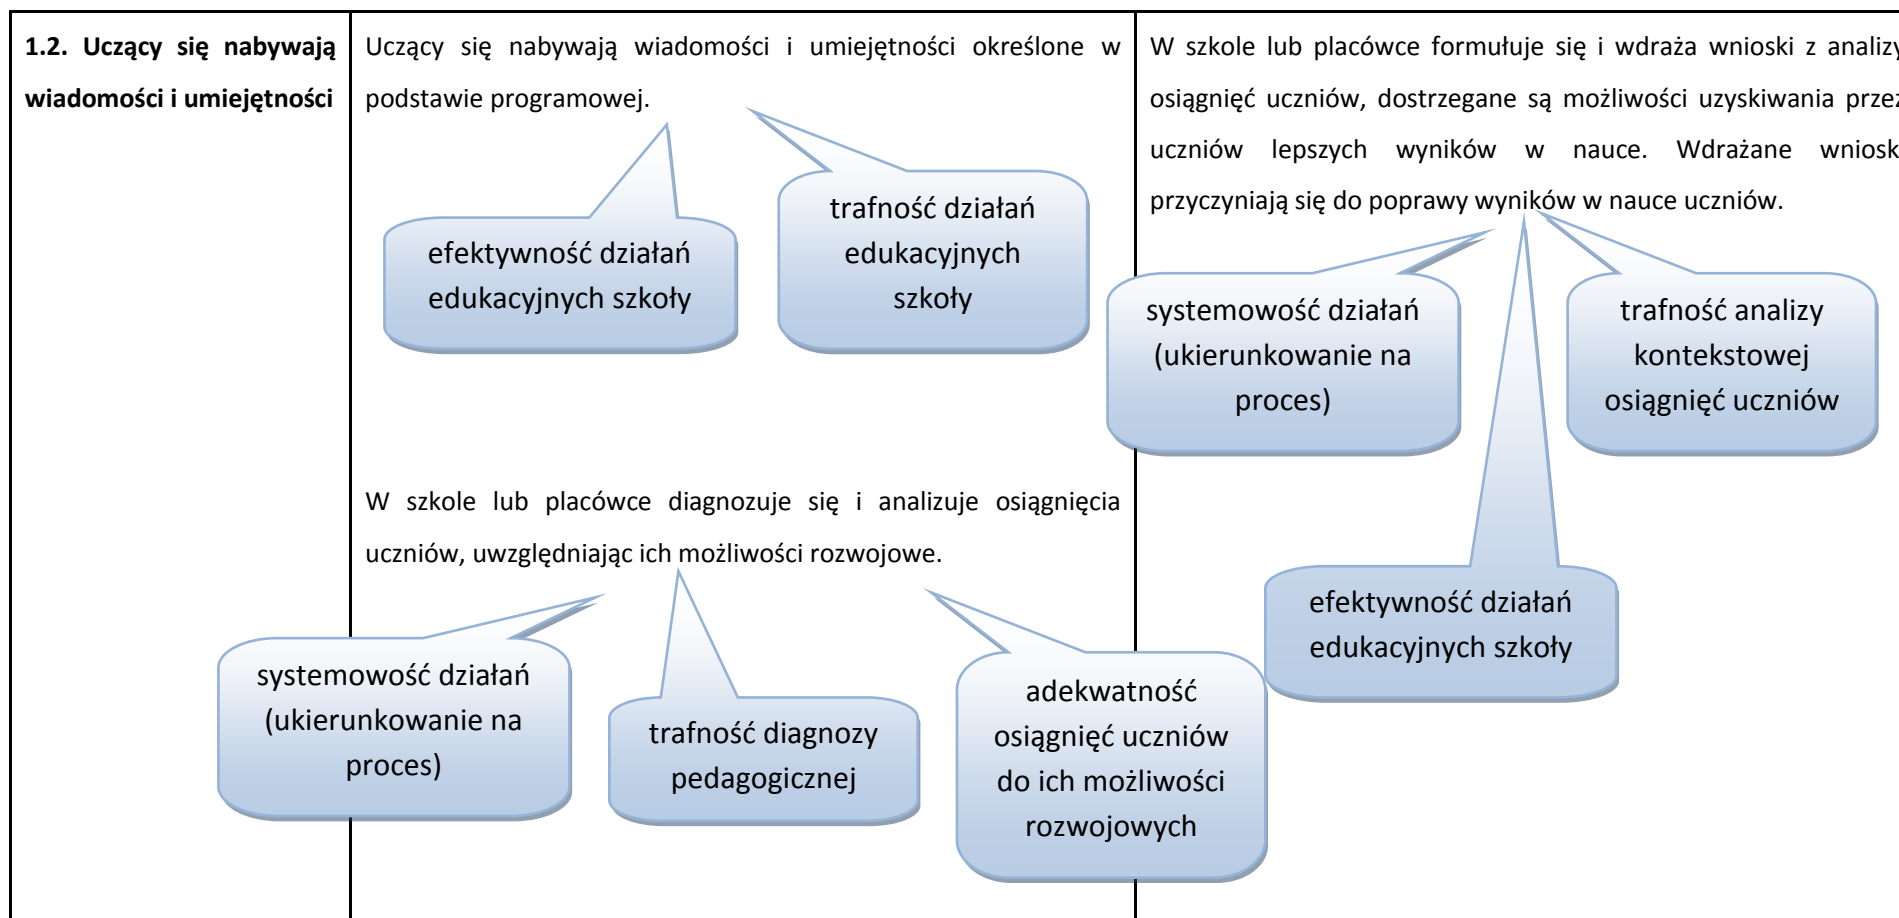 1.2. Uczący się nabywają
wiadomości i umiejętności
Uczący się nabywają wiadomości i umiejętności określone w
podstawie programowej.
efektywność działań
edukacyjnych szkoły
trafność działań
edukacyjnych
szkoły
W szkole lub placówce diagnozuje się i analizuje osiągnięcia
uczniów, uwzględniając ich możliwości rozwojowe.
systemowość działań
(ukierunkowanie na
proces)
trafność diagnozy
pedagogicznej
adekwatność
osiągnięć uczniów
do ich możliwości
rozwojowych
W szkole lub placówce formułuje się i wdraża wnioski z analizy
osiągnięć uczniów, dostrzegane są możliwości uzyskiwania przez
uczniów lepszych wyników w nauce. Wdrażane wniosk
przyczyniają się do poprawy wyników w nauce uczniów.
systemowość działań
(ukierunkowanie na
proces)
trafność analizy
kontekstowej
osiągnięć uczniów
efektywność działań
edukacyjnych szkoły